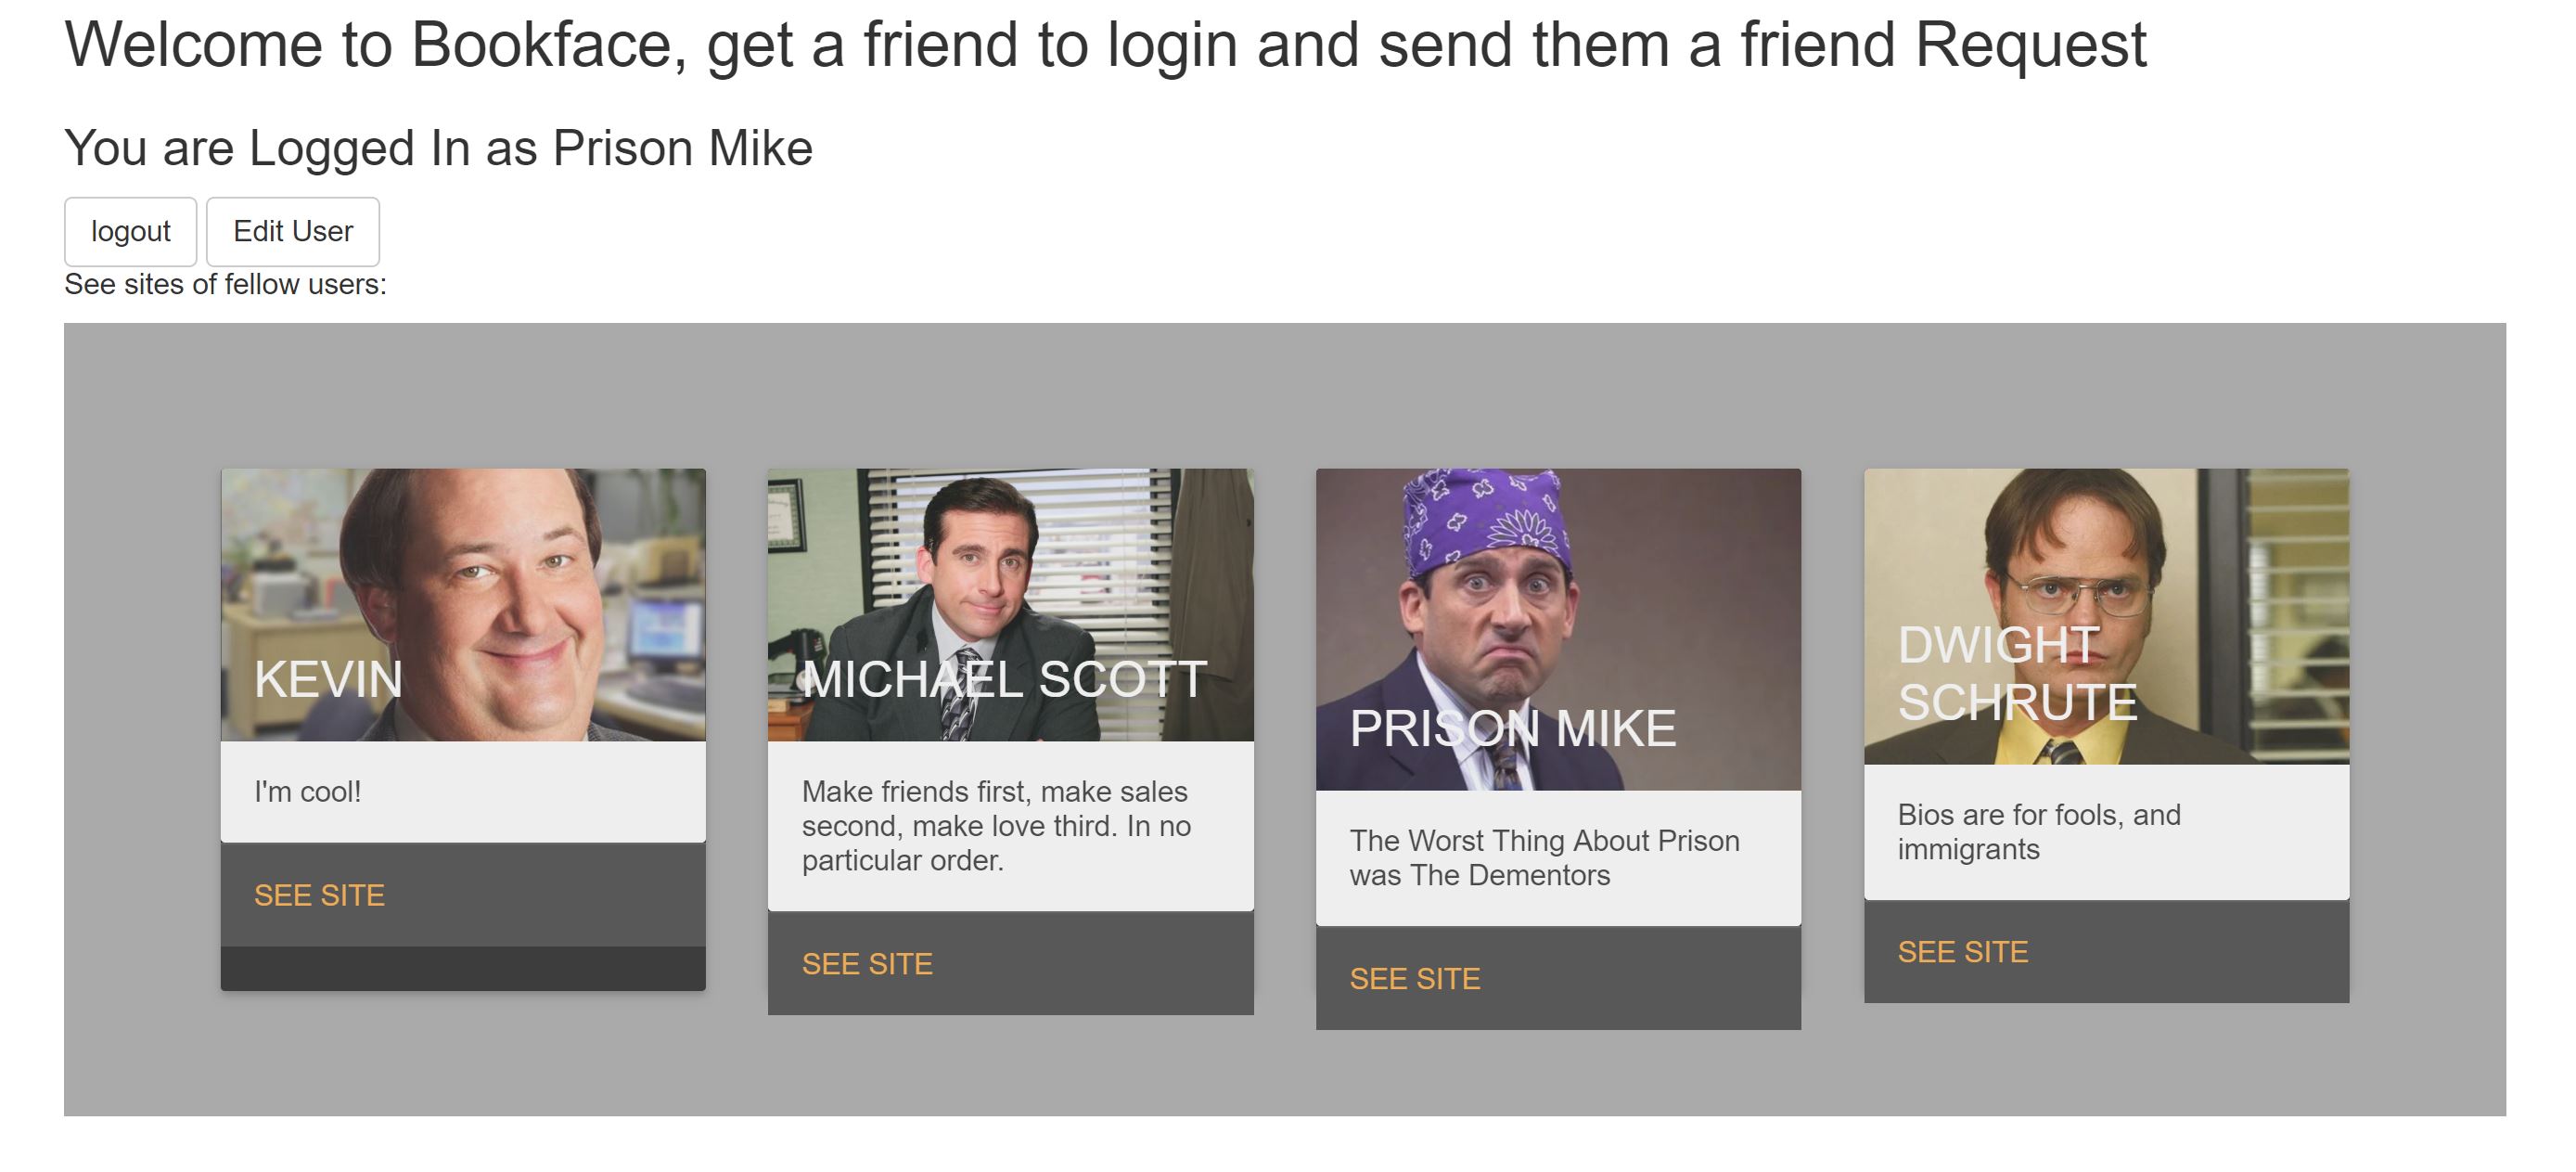 Welcome to Bookface, get a friend to login and send them a friend Request
You are Logged In as Prison Mike
logout Edit User
See sites of fellow users:
KEVIN
I'm cool!
SEE SITE
MICHAEL SCOTT
Make friends first, make sales
second, make love third. In no
particular order.
SEE SITE
PRISON MIKE
The Worst Thing About Prison
was The Dementors
SEE SITE
DWIGHT
SCHRUTE
Bios are for fools, and
immigrants
SEE SITE